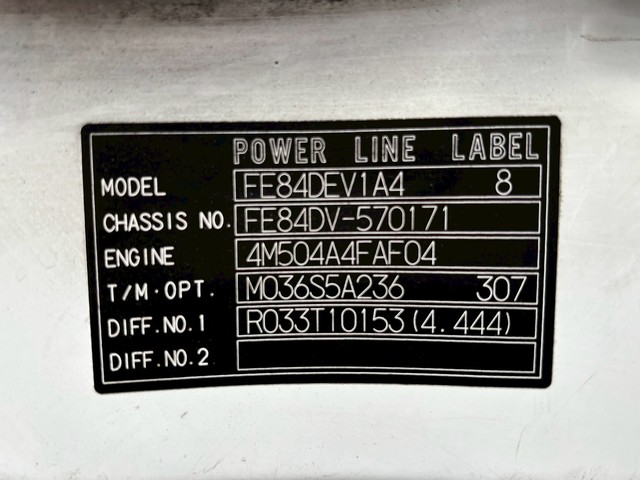 POWER LINE LABEL
MODEL FE84DEV1A4 8
CHASSIS NO. FE84DV-570171
ENGINE 4M504A4FAF04
T/M·OPT. M036S5A236 307
DIFF.NO.1 R033T10153(4.444)
DIFF.NO.2